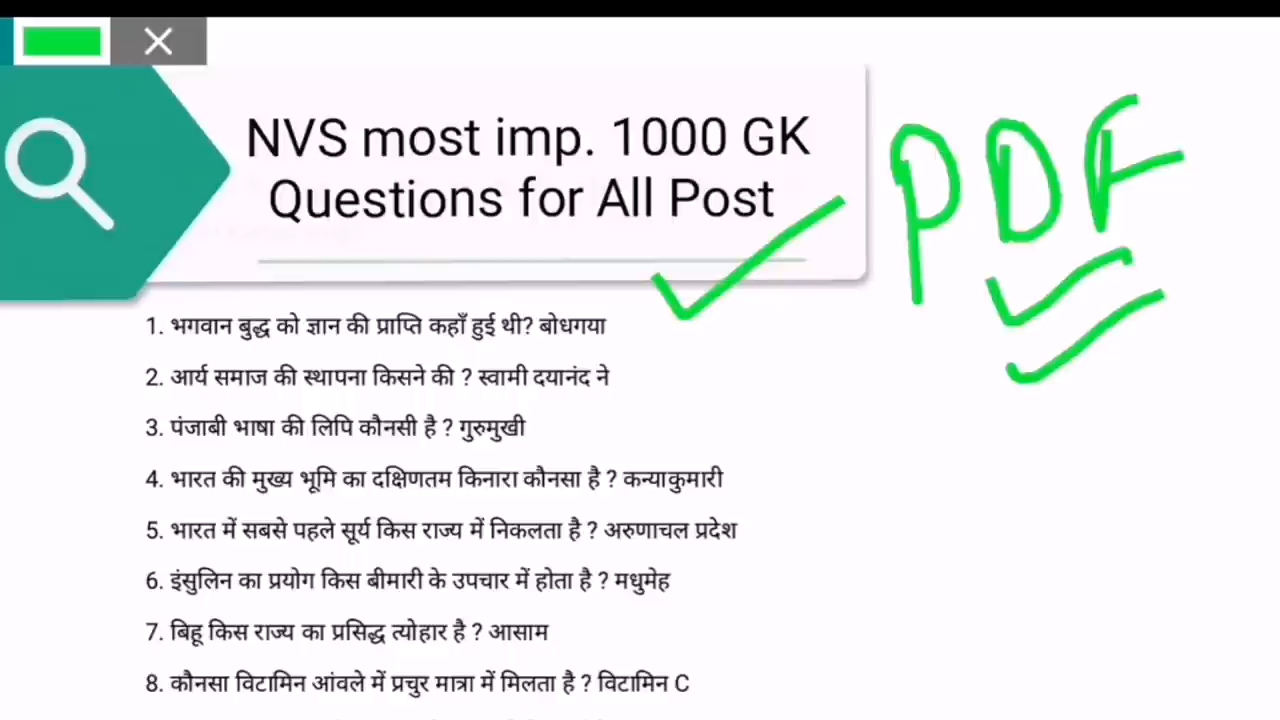 NVS most imp. 1000 GK
Questions for All Post
PDF
1. भगवान बुद्ध को ज्ञान की प्राप्ति कहाँ हुई थी? बोधगया
2. आर्य समाज की स्थापना किसने की ? स्वामी दयानंद ने
3. पंजाबी भाषा की लिपि कौनसी है ? गुरुमुखी
4. भारत की मुख्य भूमि का दक्षिणतम किनारा कौनसा है ? कन्याकुमारी
5. भारत में सबसे पहले सूर्य किस राज्य में निकलता है ? अरुणाचल प्रदेश
6. इंसुलिन का प्रयोग किस बीमारी के उपचार में होता है ? मधुमेह
7. बिहू किस राज्य का प्रसिद्ध त्योहार है ? आसाम
8. कौनसा विटामिन आंवले में प्रचुर मात्रा में मिलता है ? विटामिन C